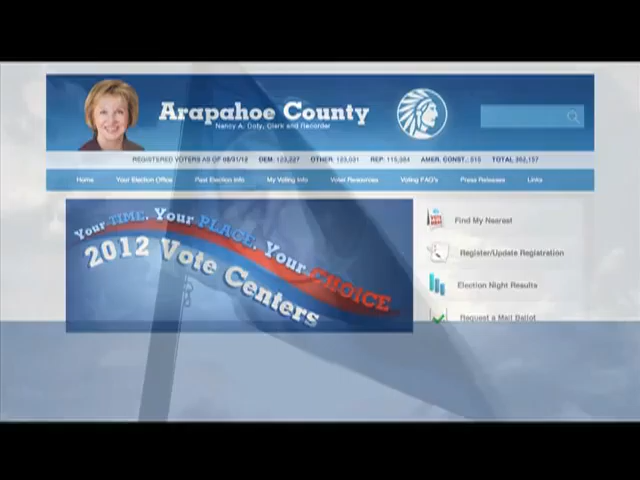 Arapahoe County
Nancy A. Doty, Clerk and Recorder
REGISTERED VOTERS AS OF 08/31/12 DEM: OTHER: REP: AMER. CONST.: TOTAL
Home Your Election Office Past Election Info My Voting Info Voter Resources Voting FAQ's Press Releases Links
Your TIME. Your PLACE. Your CHOICE
2012 Vote Centers
Find My Nearest
Register/Update Registration
Election Night Results
Request a Mail Ballot